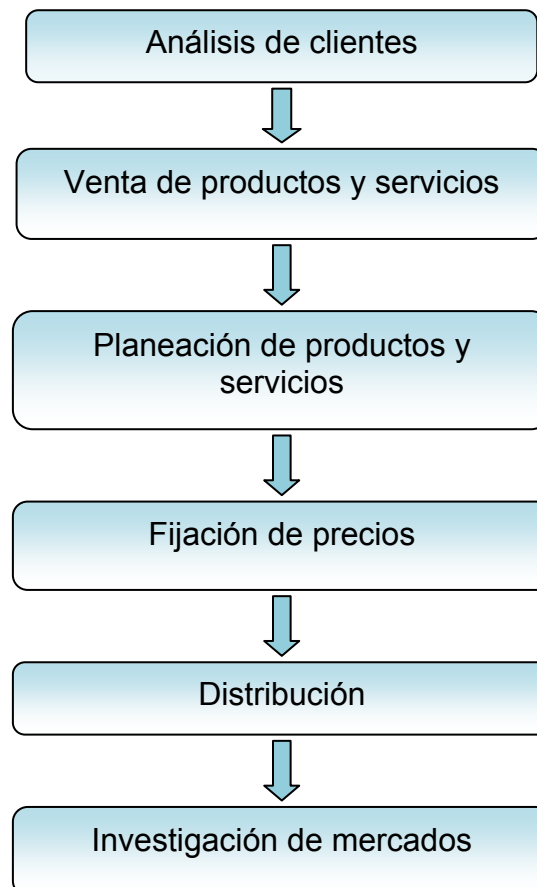 Análisis de clientes
Venta de productos y servicios
Planeación de productos y
servicios
Fijación de precios
Distribución
Investigación de mercados